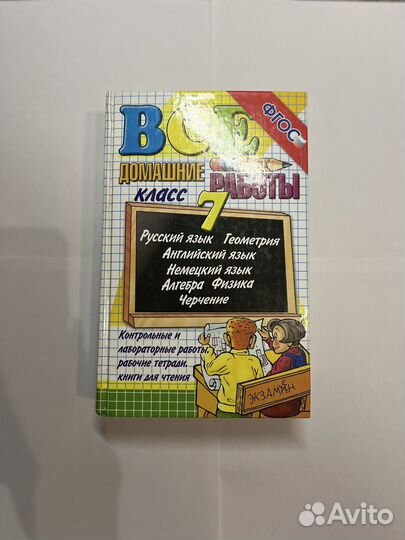 ФГОС
ВСЕ
ДОМАШНИЕ
РАБОТЫ
класс 7
Русский язык Геометрия
Английский язык
Немецкий язык
Алгебра Физика
Черчение
Контрольные и
лабораторные работы,
рабочие тетради,
книги для чтения
ЭКЗАМЕН
Avito